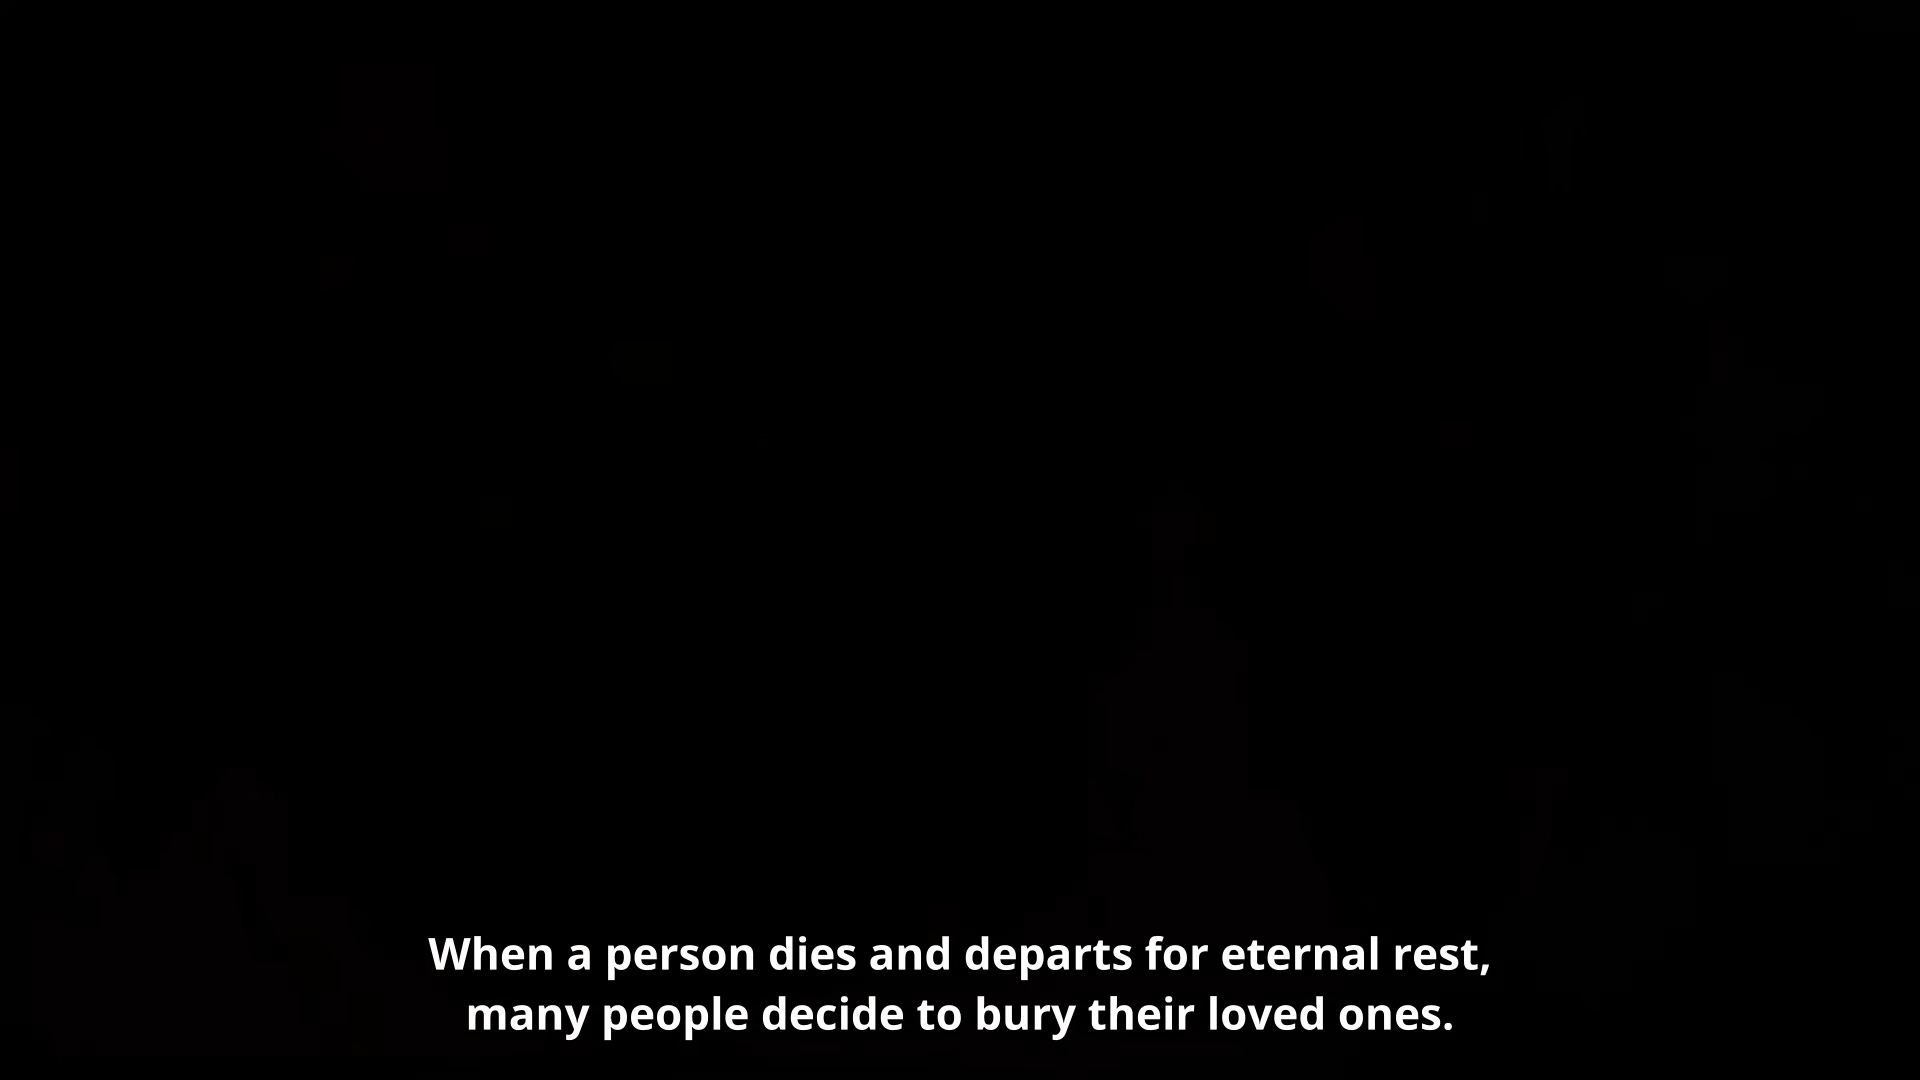 When a person dies and departs for eternal rest,
many people decide to bury their loved ones.